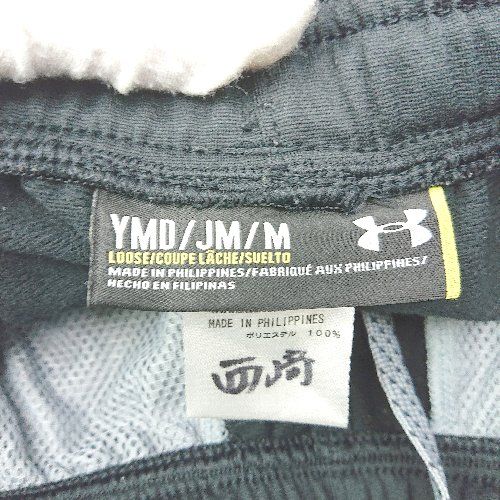 YMD/JM/M
LOOSE/COUPE LÂCHE/SUELTO
MADE IN PHILIPPINES/FABRIQUÉ AUX PHILIPPINES/
HECHO EN FILIPINAS
MADE IN PHILIPPINES
ポリエステル 100%
西崎